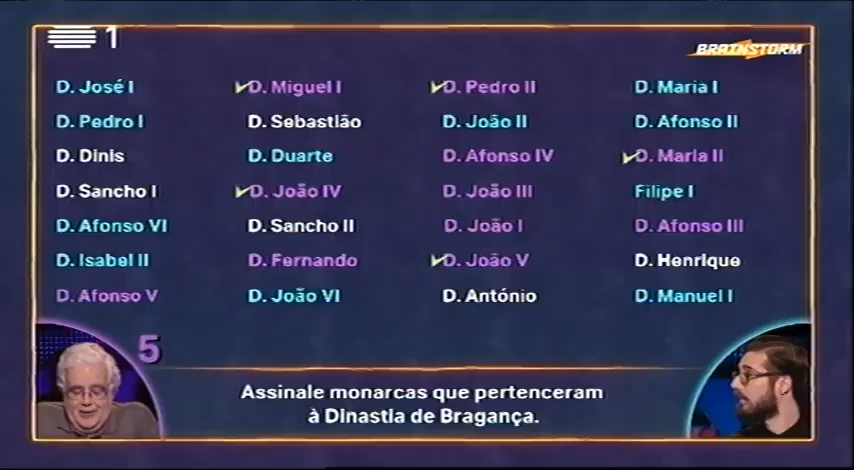 1
BRAINSTORM
D. José I
D. Miguel I
D. Pedro II
D. Maria I
D. Pedro I
D. Sebastião
D. João II
D. Afonso II
D. Dinis
D. Duarte
D. Afonso IV
D. Maria II
D. Sancho I
D. João IV
D. João III
Filipe I
D. Afonso VI
D. Sancho II
D. João I
D. Afonso III
D. Isabel II
D. Fernando
D. João V
D. Henrique
D. Afonso V
D. João VI
D. António
D. Manuel I
5
Assinale monarcas que pertenceram
à Dinastia de Bragança.